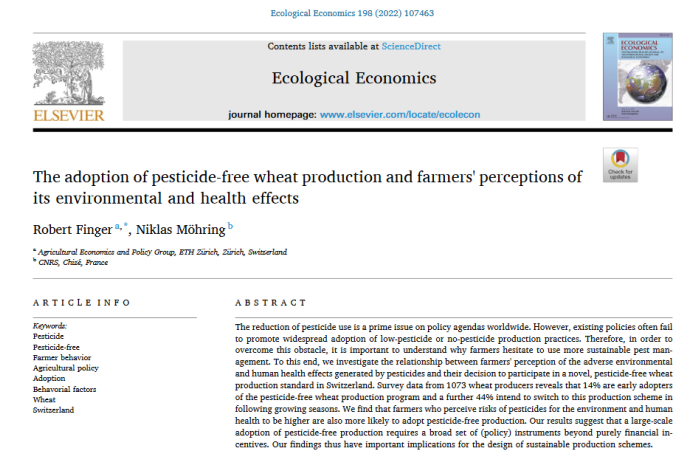 Ecological Economics 198 (2022) 107463
Contents lists available at ScienceDirect
Ecological Economics
journal homepage: www.elsevier.com/locate/ecolecon
ELSEVIER
ECOLOGICAL
ECONOMICS
Check for
updates
The adoption of pesticide-free wheat production and farmers' perceptions of
its environmental and health effects
Robert Finger a,*, Niklas Möhring b
a Agricultural Economics and Policy Group, ETH Zürich, Zürich, Switzerland
b CNRS, Chisé, France
ARTICLE INFO
Keywords:
Pesticide
Pesticide-free
Farmer behavior
Agricultural policy
Adoption
Behavorial factors
Wheat
Switzerland
ABSTRACT
The reduction of pesticide use is a prime issue on policy agendas worldwide. However, existing policies often fail
to promote widespread adoption of low-pesticide or no-pesticide production practices. Therefore, in order to
overcome this obstacle, it is important to understand why farmers hesitate to use more sustainable pest man-
agement. To this end, we investigate the relationship between farmers' perception of the adverse environmental
and human health effects generated by pesticides and their decision to participate in a novel, pesticide-free wheat
production standard in Switzerland. Survey data from 1073 wheat producers reveals that 14% are early adopters
of the pesticide-free wheat production program and a further 44% intend to switch to this production scheme in
following growing seasons. We find that farmers who perceive risks of pesticides for the environment and human
health to be higher are also more likely to adopt pesticide-free production. Our results suggest that a large-scale
adoption of pesticide-free production requires a broad set of (policy) instruments beyond purely financial in-
centives. Our findings thus have important implications for the design of sustainable production schemes.